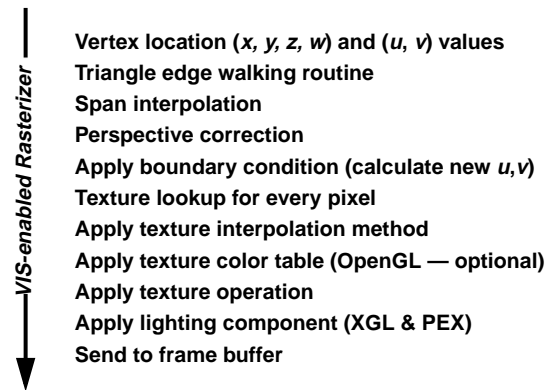 VIS-enabled Rasterizer
Vertex location (x, y, z, w) and (u, v) values
Triangle edge walking routine
Span interpolation
Perspective correction
Apply boundary condition (calculate new u,v)
Texture lookup for every pixel
Apply texture interpolation method
Apply texture color table (OpenGL — optional)
Apply texture operation
Apply lighting component (XGL & PEX)
Send to frame buffer